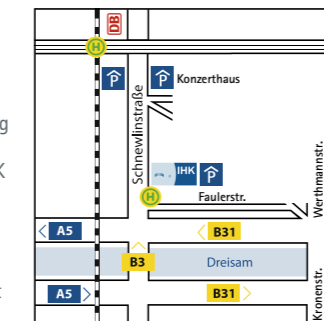 DB
H
P
P Konzerthaus
Schnewlinstraße
g
K
IHK P
H
Faulerstr.
Werthmannstr.
< A5
< B31
B3
Dreisam
A5 >
B31 >
Kronenstr.
t